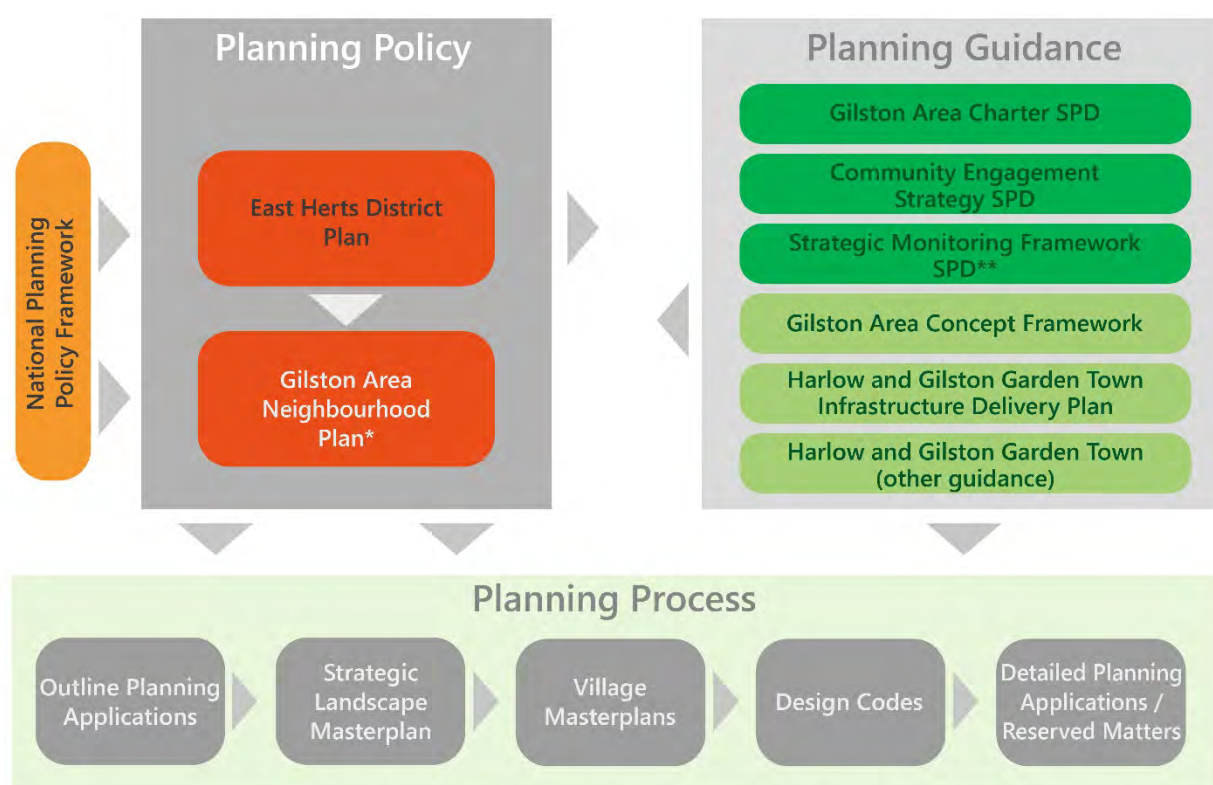 Planning Policy
Planning Guidance
National Planning
Policy Framework
East Herts District
Plan
Gilston Area
Neighbourhood
Plan*
Gilston Area Charter SPD
Community Engagement
Strategy SPD
Strategic Monitoring Framework
SPD**
Gilston Area Concept Framework
Harlow and Gilston Garden Town
Infrastructure Delivery Plan
Harlow and Gilston Garden Town
(other guidance)
Planning Process
Outline Planning
Applications
Strategic
Landscape
Masterplan
Village
Masterplans
Design Codes
Detailed Planning
Applications /
Reserved Matters